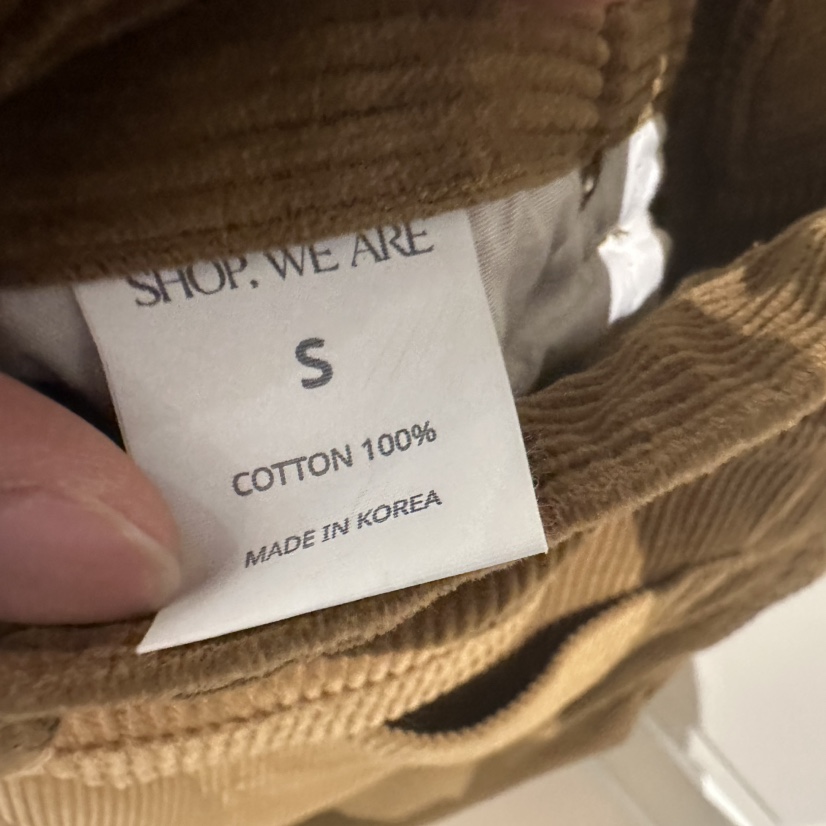 SHOP, WE ARE
S
COTTON 100%
MADE IN KOREA